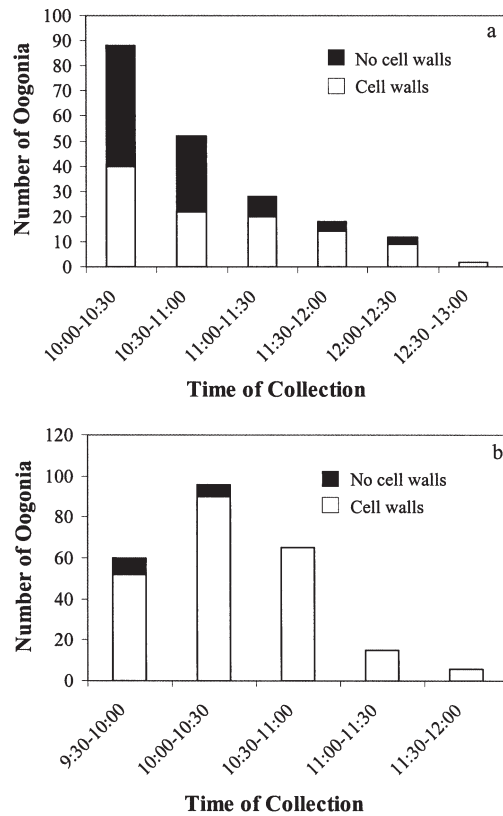 a
100
90
80
70
60
50
40
30
20
10
0
Number of Oogonia
No cell walls
Cell walls
10:00-10:30
10:30-11:00
11:00-11:30
11:30-12:00
12:00-12:30
12:30 -13:00
Time of Collection
b
120
100
80
60
40
20
0
Number of Oogonia
No cell walls
Cell walls
9:30-10:00
10:00-10:30
10:30-11:00
11:00-11:30
11:30-12:00
Time of Collection